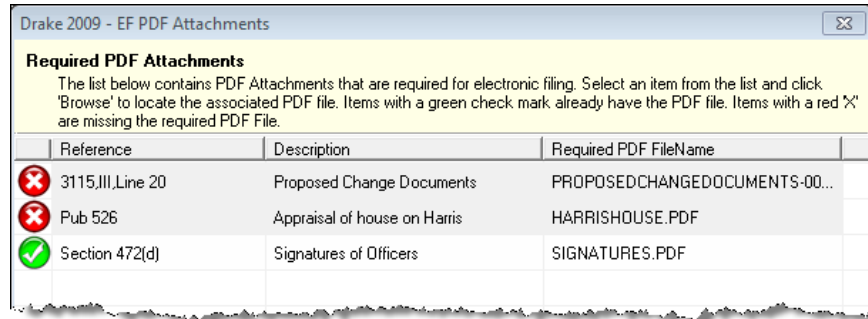 Drake 2009 - EF PDF Attachments
Required PDF Attachments
The list below contains PDF Attachments that are required for electronic filing. Select an item from the list and click
'Browse' to locate the associated PDF file. Items with a green check mark already have the PDF file. Items with a red 'X'
are missing the required PDF File.
Reference Description Required PDF FileName
3115,III,Line 20 Proposed Change Documents PROPOSEDCHANGEDOCUMENTS-00...
Pub 526 Appraisal of house on Harris HARRISHOUSE.PDF
Section 472(d) Signatures of Officers SIGNATURES.PDF